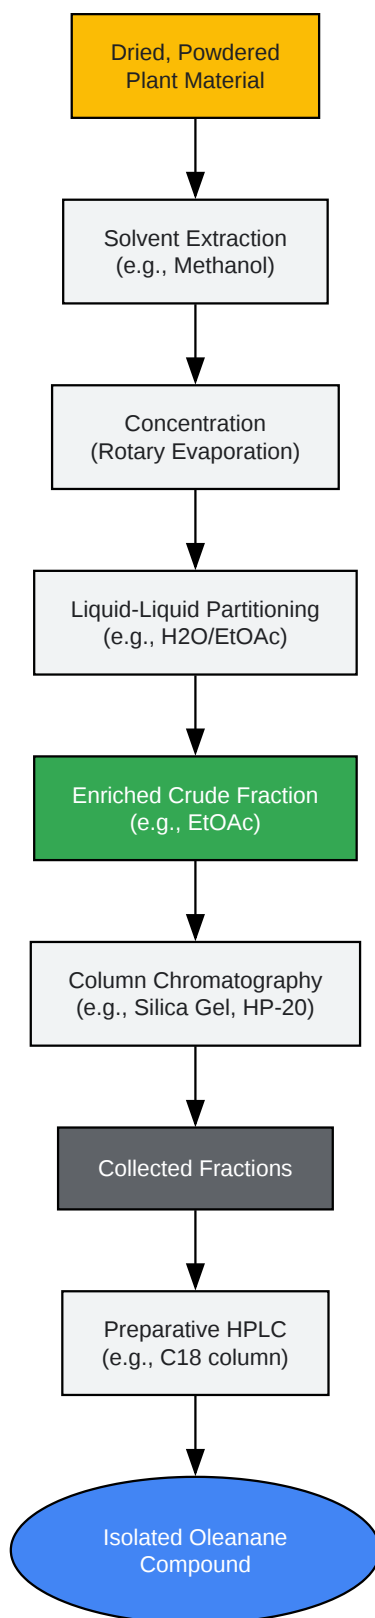 Dried, Powdered
Plant Material
Solvent Extraction
(e.g., Methanol)
Concentration
(Rotary Evaporation)
Liquid-Liquid Partitioning
(e.g., H2O/EtOAc)
Enriched Crude Fraction
(e.g., EtOAc)
Column Chromatography
(e.g., Silica Gel, HP-20)
Collected Fractions
Preparative HPLC
(e.g., C18 column)
Isolated Oleanane
Compound